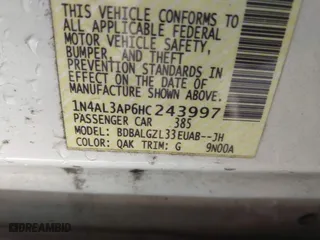 THIS VEHICLE CONFORMS TO
ALL APPLICABLE FEDERAL
MOTOR VEHICLE SAFETY,
BUMPER, AND THEFT
PREVENTION STANDARDS IN
EFFECT ON THE DATE OF
MANUFACTURE SHOWN ABOVE.
1N4AL3AP6HC243997
PASSENGER CAR 385
MODEL: BDBALGZL33EUAB--JH
COLOR: QAK TRIM: G 9N00A
DREAMBID